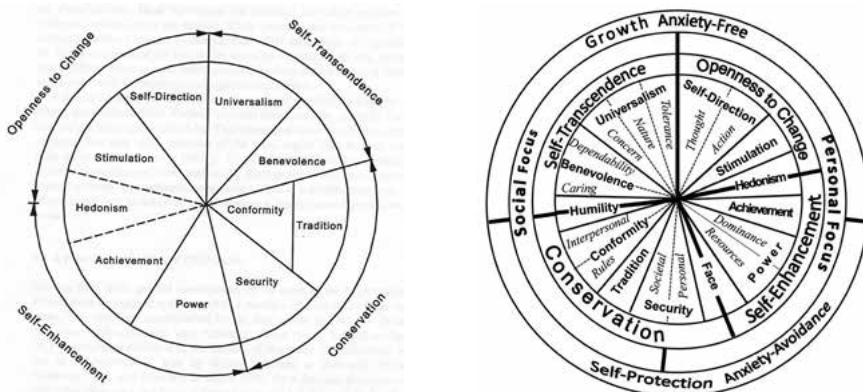 Openness to Change
Self-Transcendence
Self-Direction
Universalism
Stimulation
Benevolence
Hedonism
Conformity
Tradition
Achievement
Security
Power
Self-Enhancement
Conservation
Growth Anxiety-Free
Self-Transcendence
Openness to Change
Social Focus
Personal Focus
Universalism
Tolerance
Nature
Concern
Self-Direction
Thought
Action
Dependability
Benevolence
Caring
Stimulation
Hedonism
Humility
Achievement
Interpersonal
Conformity
Rules
Dominance
Resources
Power
Tradition
Societal
Personal
Security
Face
Conservation
Self-Enhancement
Self-Protection Anxiety-Avoidance